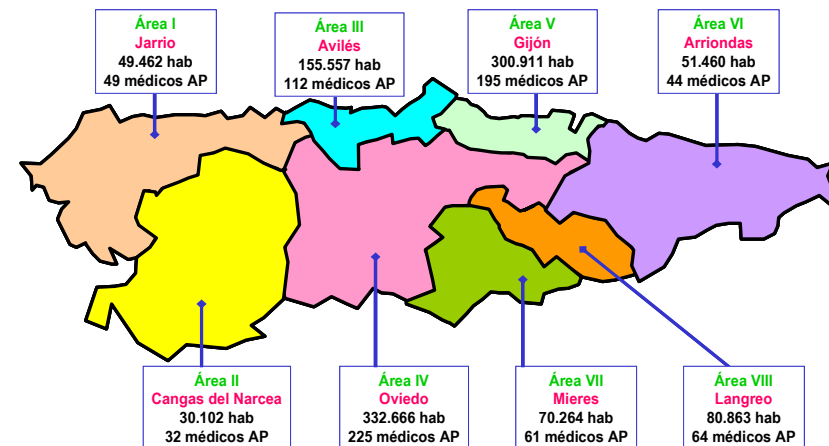 Área I
Jarrio
49.462 hab
49 médicos AP
Área III
Avilés
155.557 hab
112 médicos AP
Área V
Gijón
300.911 hab
195 médicos AP
Área VI
Arriondas
51.460 hab
44 médicos AP
Área II
Cangas del Narcea
30.102 hab
32 médicos AP
Área IV
Oviedo
332.666 hab
225 médicos AP
Área VII
Mieres
70.264 hab
61 médicos AP
Área VIII
Langreo
80.863 hab
64 médicos AP